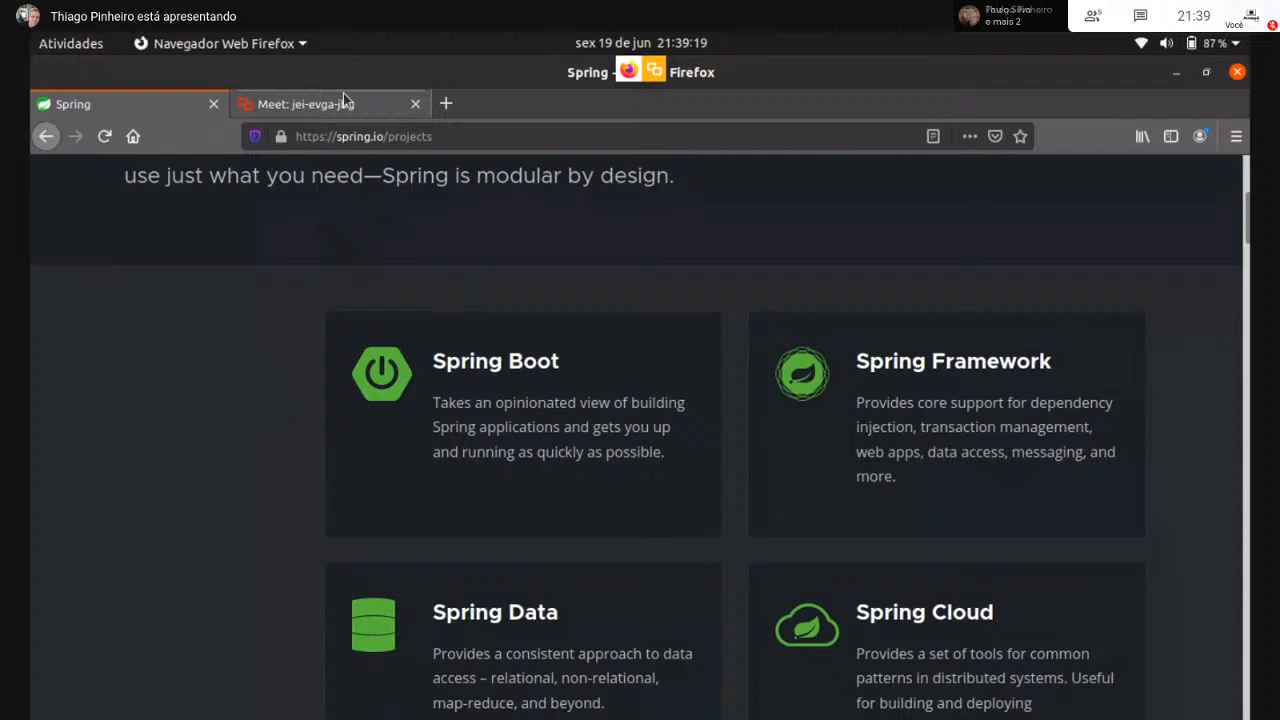 Thiago Pinheiro está apresentando
e mais 2
5
21:39
Você
Atividades
Navegador Web Firefox
sex 19 de jun 21:39:19
87 %
Spring -
Firefox
Spring
Meet: jei-evga-
https://spring.io/projects
use just what you need—Spring is modular by design.
Spring Boot
Takes an opinionated view of building
Spring applications and gets you up
and running as quickly as possible.
Spring Framework
Provides core support for dependency
injection, transaction management,
web apps, data access, messaging, and
more.
Spring Data
Provides a consistent approach to data
access – relational, non-relational,
map-reduce, and beyond.
Spring Cloud
Provides a set of tools for common
patterns in distributed systems. Useful
for building and deploying